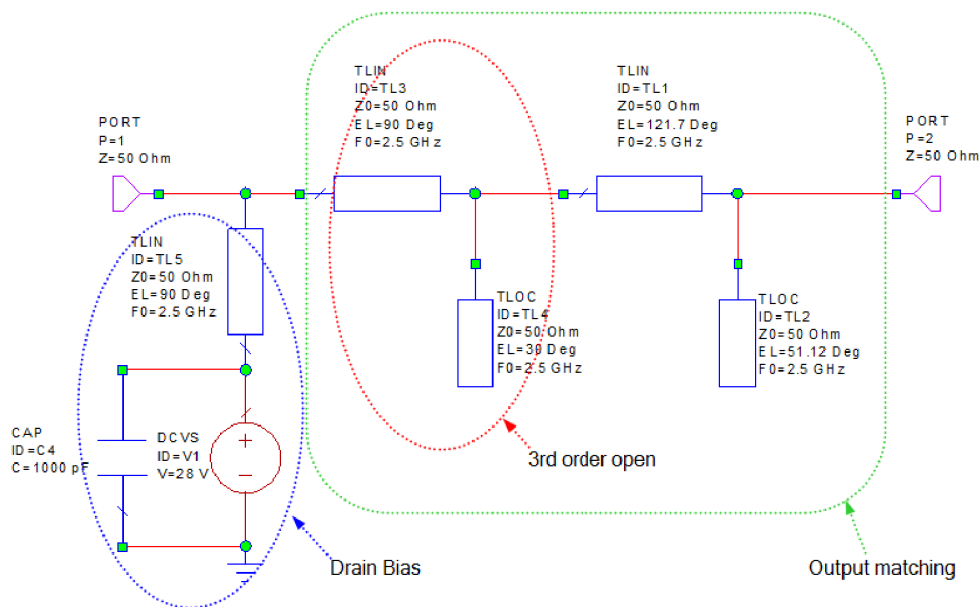 PORT
P=1
Z=50 Ohm
TLIN
ID=TL3
Z0=50 Ohm
EL=90 Deg
F0=2.5 GHz
TLIN
ID=TL1
Z0=50 Ohm
EL=121.7 Deg
F0=2.5 GHz
PORT
P=2
Z=50 Ohm
TLIN
ID=TL5
Z0=50 Ohm
EL=90 Deg
F0=2.5 GHz
TLOC
ID=TL4
Z0=50 Ohm
EL=30 Deg
F0=2.5 GHz
TLOC
ID=TL2
Z0=50 Ohm
EL=51.12 Deg
F0=2.5 GHz
CAP
ID=C4
C=1000 pF
DCVS
ID=V1
V=28 V
3rd order open
Drain Bias
Output matching